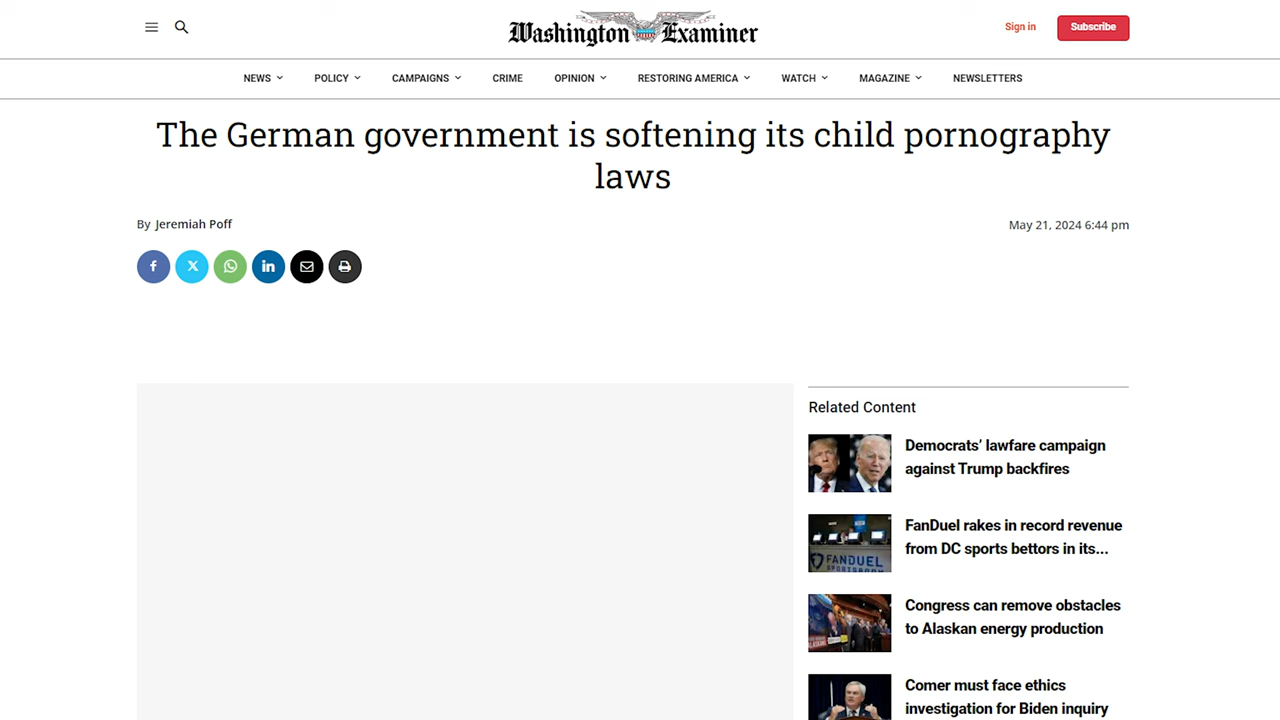 Washington Examiner
Sign in
Subscribe
NEWS
POLICY
CAMPAIGNS
CRIME
OPINION
RESTORING AMERICA
WATCH
MAGAZINE
NEWSLETTERS
The German government is softening its child pornography
laws
By Jeremiah Poff
May 21, 2024 6:44 pm
Related Content
Democrats’ lawfare campaign
against Trump backfires
FanDuel rakes in record revenue
from DC sports bettors in its...
FANDUEL
SPORTSBOOK
Congress can remove obstacles
to Alaskan energy production
Comer must face ethics
investigation for Biden inquiry